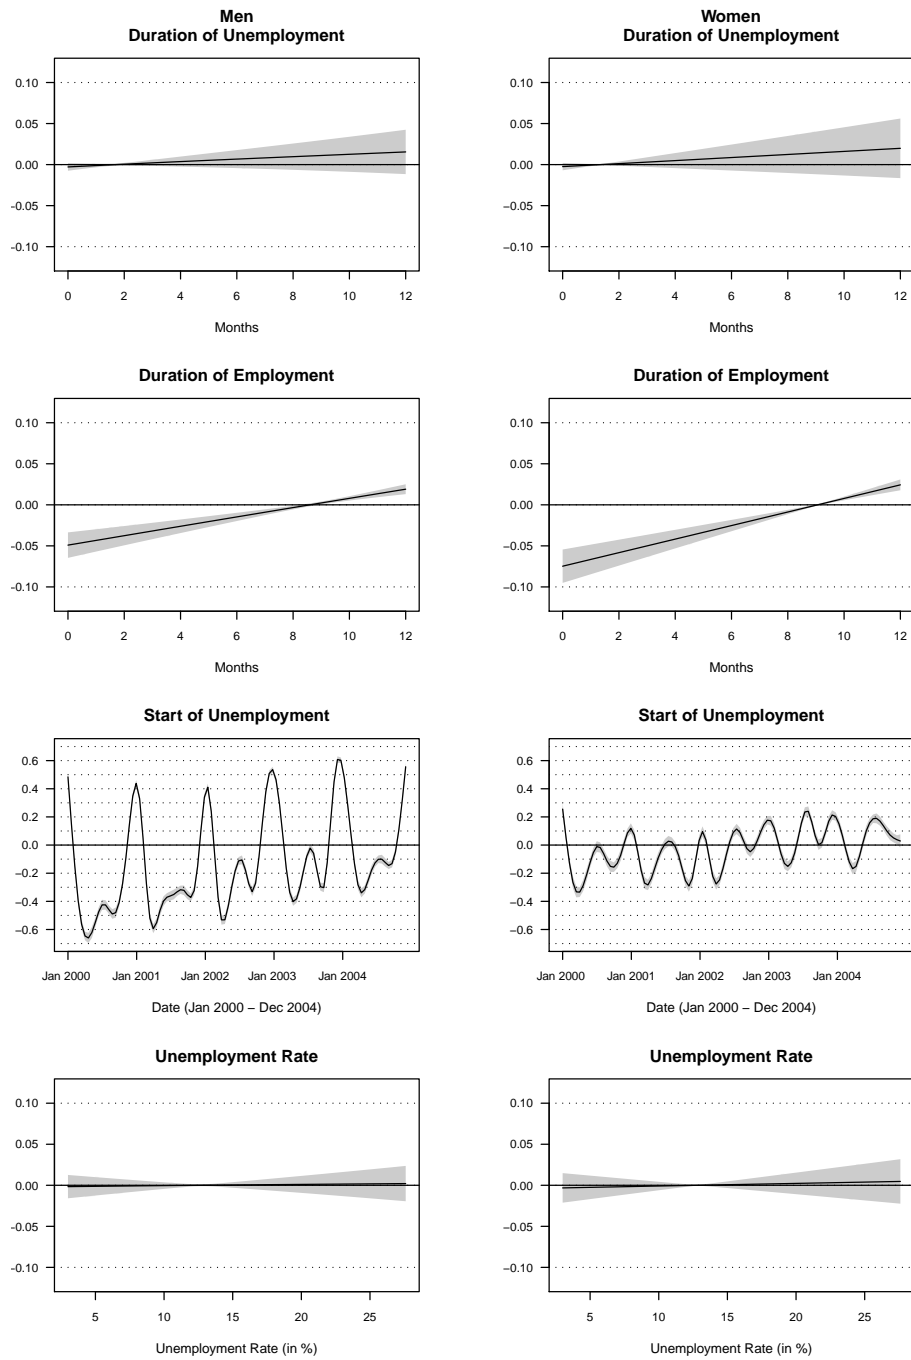 Men
Duration of Unemployment
0.10
0.05
0.00
−0.05
−0.10
0 2 4 6 8 10 12
Months
Women
Duration of Unemployment
0.10
0.05
0.00
−0.05
−0.10
0 2 4 6 8 10 12
Months
Duration of Employment
0.10
0.05
0.00
−0.05
−0.10
0 2 4 6 8 10 12
Months
Duration of Employment
0.10
0.05
0.00
−0.05
−0.10
0 2 4 6 8 10 12
Months
Start of Unemployment
0.6
0.4
0.2
0.0
−0.2
−0.4
−0.6
Jan 2000 Jan 2001 Jan 2002 Jan 2003 Jan 2004
Date (Jan 2000 − Dec 2004)
Start of Unemployment
0.6
0.4
0.2
0.0
−0.2
−0.4
−0.6
Jan 2000 Jan 2001 Jan 2002 Jan 2003 Jan 2004
Date (Jan 2000 − Dec 2004)
Unemployment Rate
0.10
0.05
0.00
−0.05
−0.10
5 10 15 20 25
Unemployment Rate (in %)
Unemployment Rate
0.10
0.05
0.00
−0.05
−0.10
5 10 15 20 25
Unemployment Rate (in %)